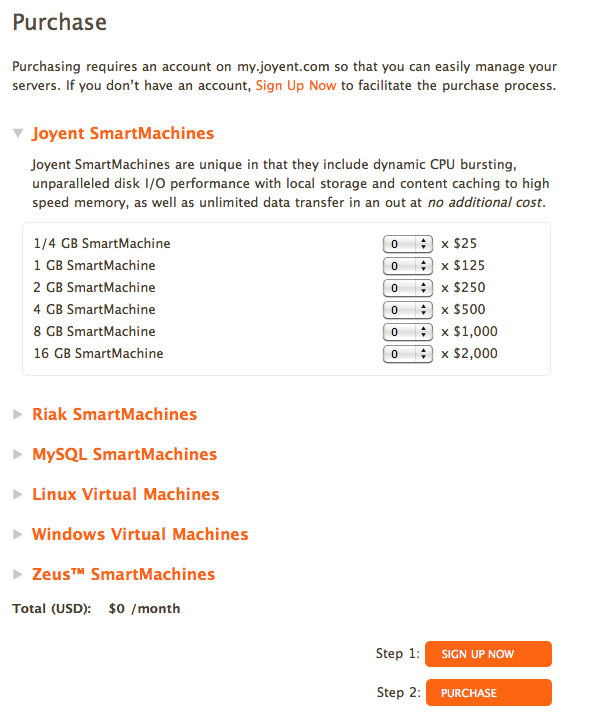 Purchase
Purchasing requires an account on my.joyent.com so that you can easily manage your
servers. If you don’t have an account, Sign Up Now to facilitate the purchase process.
Joyent SmartMachines
Joyent SmartMachines are unique in that they include dynamic CPU bursting,
unparalleled disk I/O performance with local storage and content caching to high
speed memory, as well as unlimited data transfer in an out at no additional cost.
1/4 GB SmartMachine 0 x $25
1 GB SmartMachine 0 x $125
2 GB SmartMachine 0 x $250
4 GB SmartMachine 0 x $500
8 GB SmartMachine 0 x $1,000
16 GB SmartMachine 0 x $2,000
Riak SmartMachines
MySQL SmartMachines
Linux Virtual Machines
Windows Virtual Machines
Zeus™ SmartMachines
Total (USD): $0 /month
Step 1: SIGN UP NOW
Step 2: PURCHASE